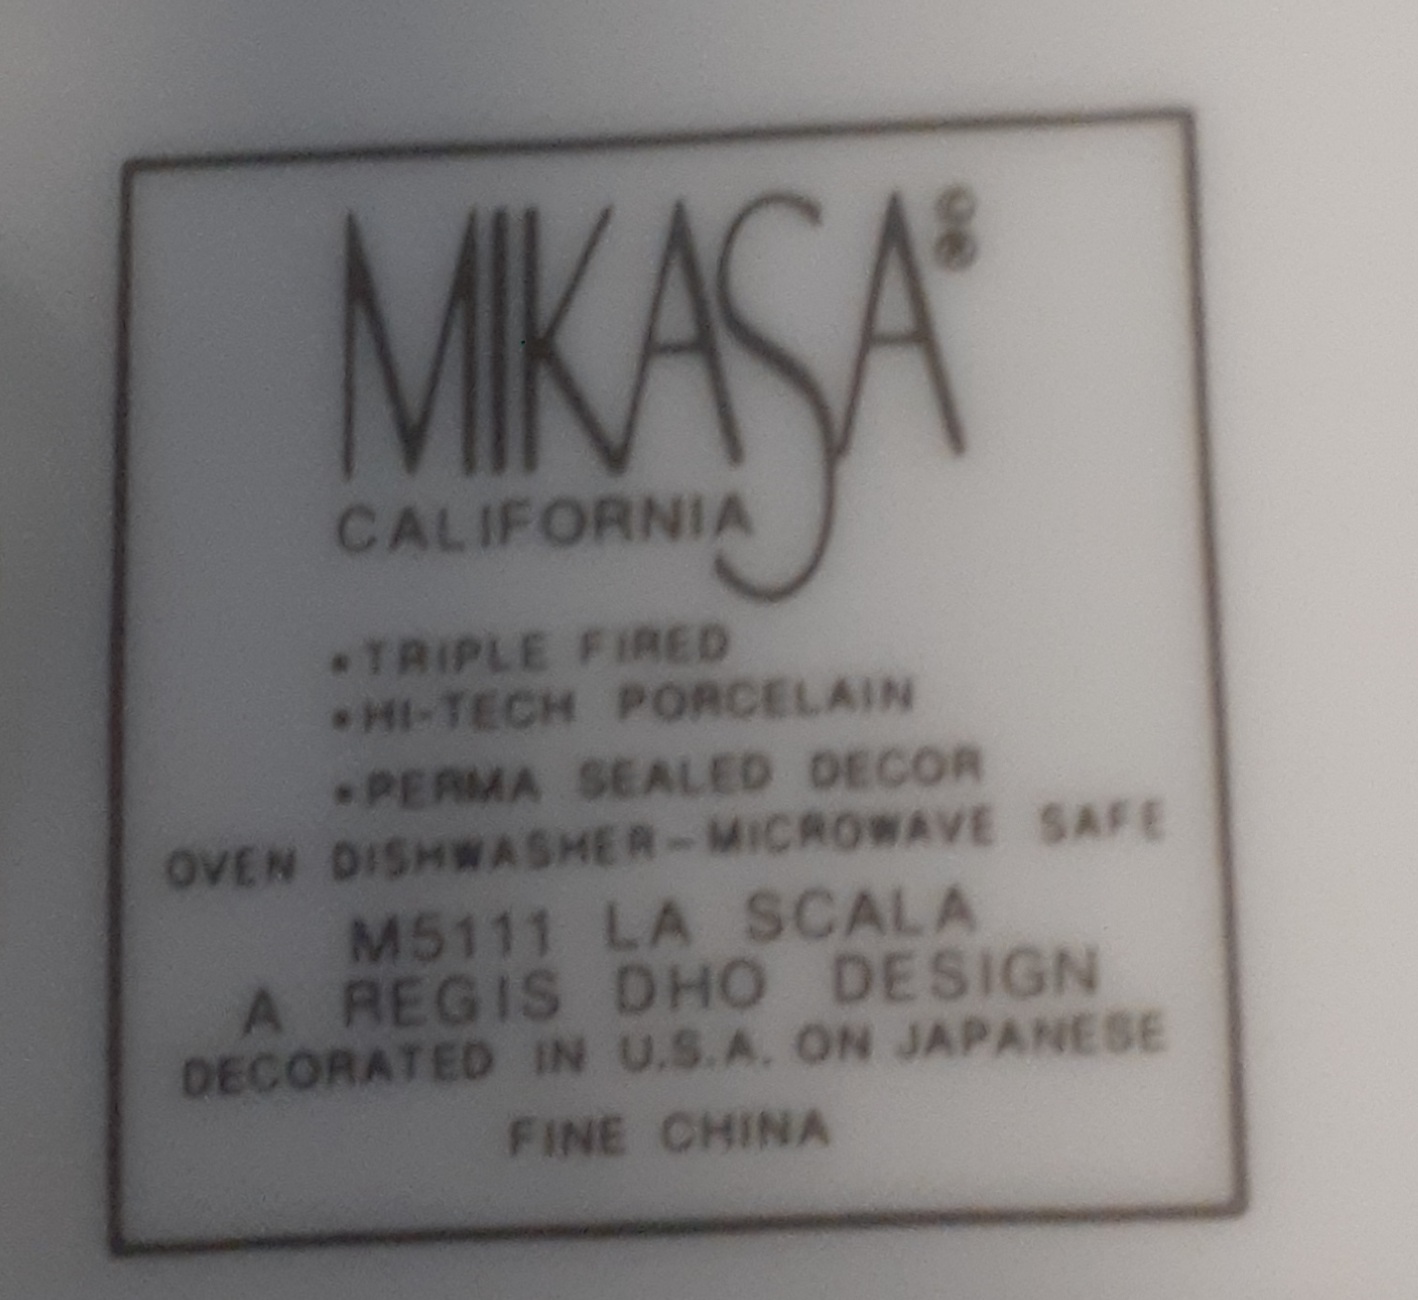 MIKASA©®
CALIFORNIA
•TRIPLE FIRED
•HI-TECH PORCELAIN
•PERMA SEALED DECOR
OVEN DISHWASHER-MICROWAVE SAFE
M5111 LA SCALA
A REGIS DHO DESIGN
DECORATED IN U.S.A. ON JAPANESE
FINE CHINA